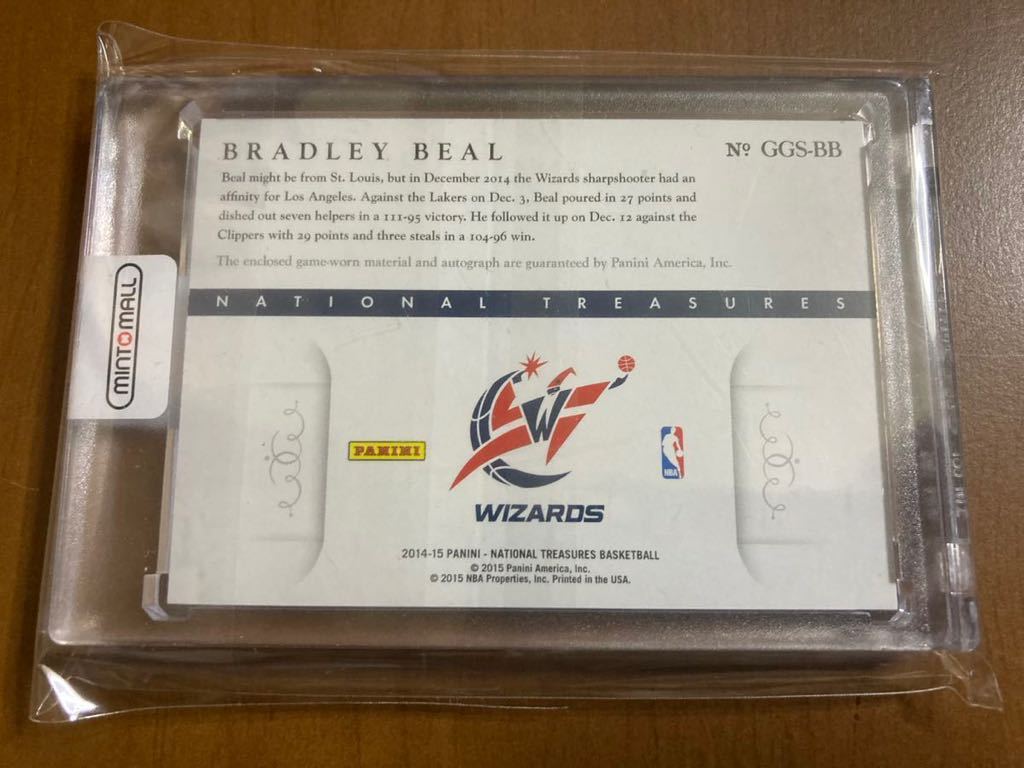 BRADLEY BEAL
Nº GGS-BB
Beal might be from St. Louis, but in December 2014 the Wizards sharpshooter had an
affinity for Los Angeles. Against the Lakers on Dec. 3, Beal poured in 27 points and
dished out seven helpers in a 111-95 victory. He followed it up on Dec. 12 against the
Clippers with 29 points and three steals in a 104-96 win.
The enclosed game-worn material and autograph are guaranteed by Panini America, Inc.
NATIONAL TREASURES
MINTOMALL
PANINI
W
NBA
WIZARDS
2014-15 PANINI - NATIONAL TREASURES BASKETBALL
© 2015 Panini America, Inc.
© 2015 NBA Properties, Inc. Printed in the USA.